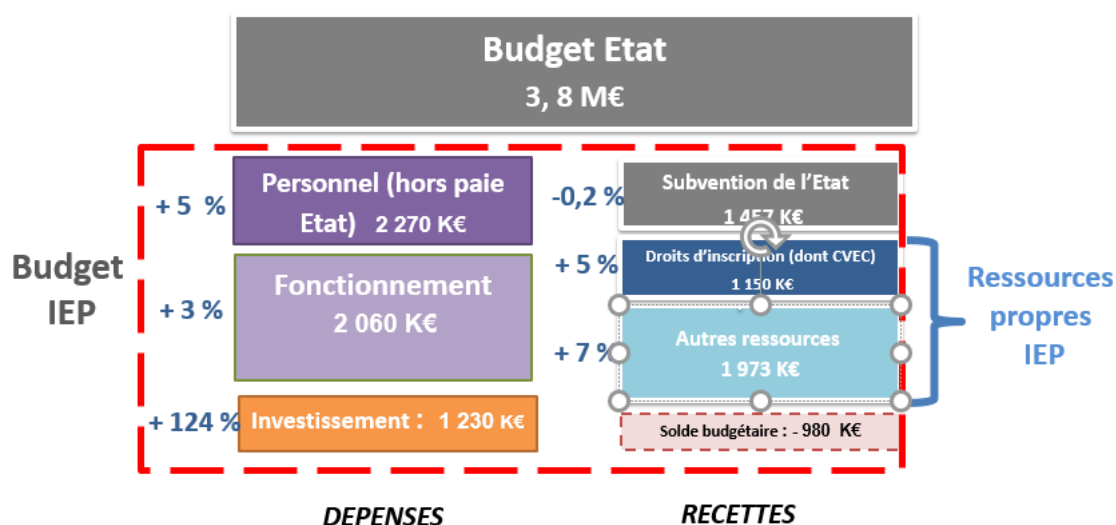 Budget Etat
3, 8 M€
+ 5 %
Personnel (hors paie
Etat) 2 270 K€
-0,2 %
Subvention de l'Etat
1 457 K€
Budget
IEP
+ 3 %
Fonctionnement
2 060 K€
+ 5%
Droits d'inscription (dont CVEC)
1 150 K€
+ 7%
Autres ressources
1 973 K€
Ressources
propres
IEP
+ 124 %
Investissement : 1 230 K€
Solde budgétaire : - 980 K€
DEPENSES
RECETTES